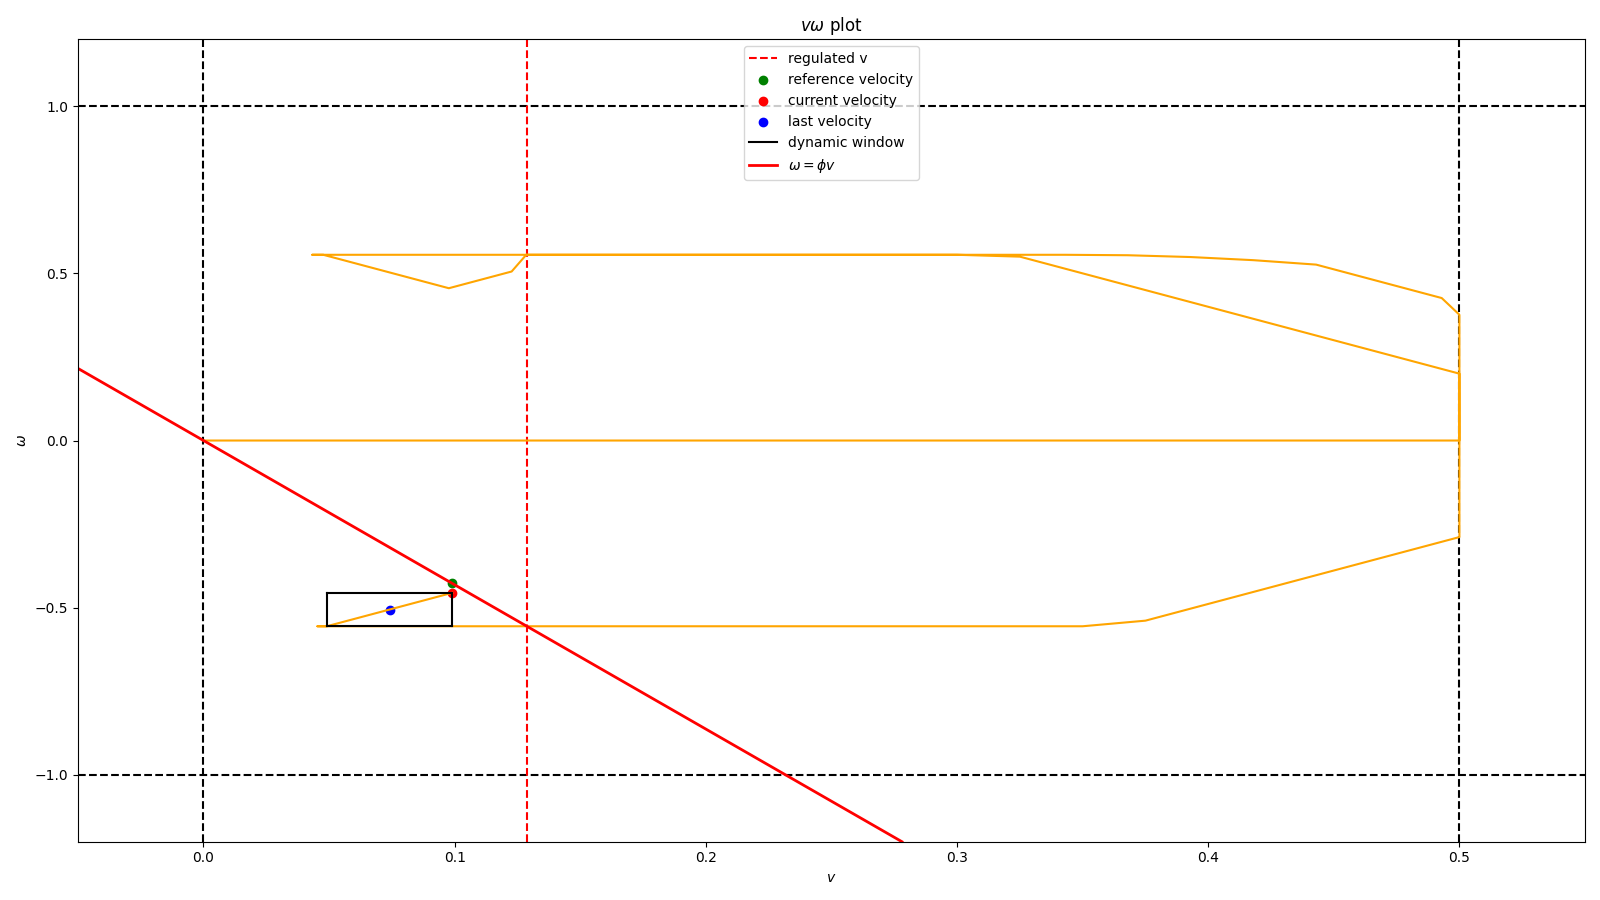 vω plot
regulated v
reference velocity
current velocity
last velocity
dynamic window
ω = ϕv
1.0
0.5
0.0
−0.5
−1.0
ω
0.0 0.1 0.2 0.3 0.4 0.5
v